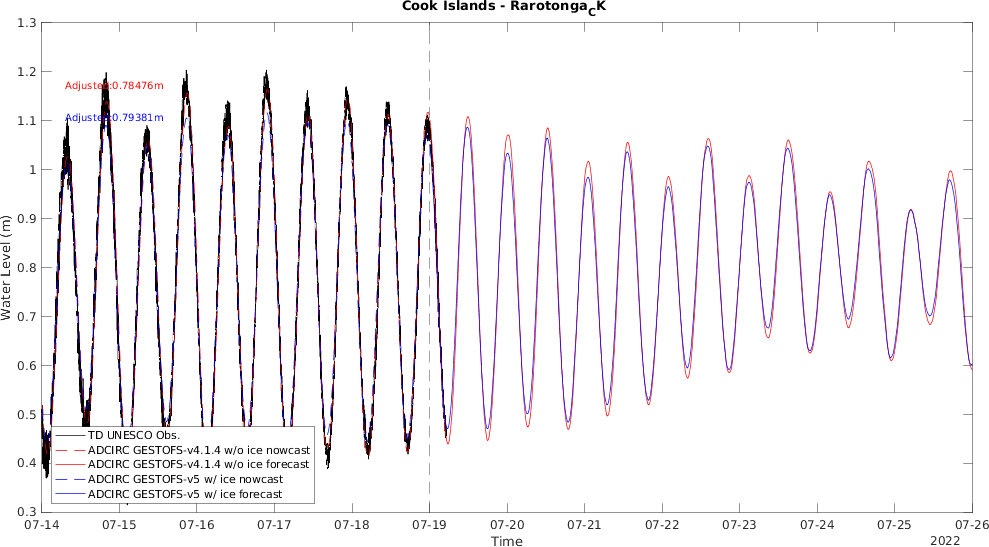 Cook Islands - Rarotonga_CK
1.3
1.2
1.1
1
0.9
0.8
0.7
0.6
0.5
0.4
0.3
Water Level (m)
Adjusted:0.78476m
Adjusted:0.79381m
TD UNESCO Obs.
ADCIRC GESTOFS-v4.1.4 w/o ice nowcast
ADCIRC GESTOFS-v4.1.4 w/o ice forecast
ADCIRC GESTOFS-v5 w/ ice nowcast
ADCIRC GESTOFS-v5 w/ ice forecast
07-14 07-15 07-16 07-17 07-18 07-19 07-20 07-21 07-22 07-23 07-24 07-25 07-26
Time
2022